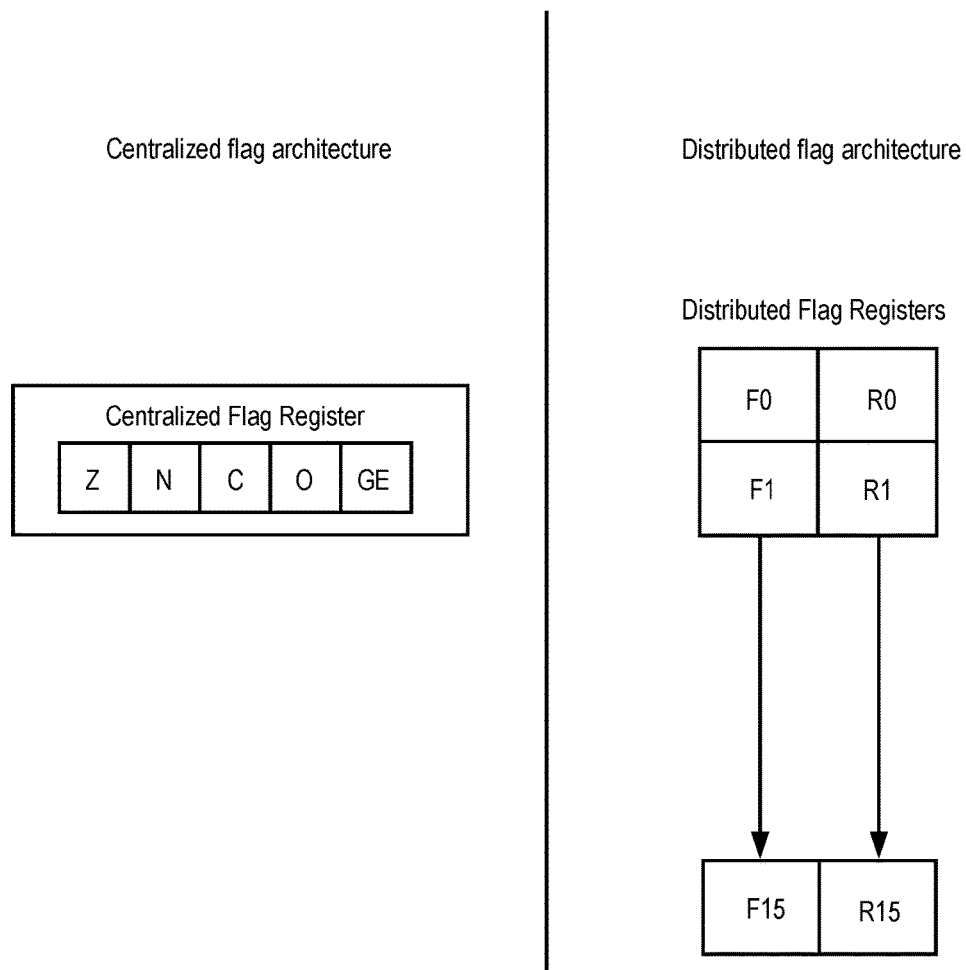 Centralized flag architecture
Centralized Flag Register
Z N C O GE
Distributed flag architecture
Distributed Flag Registers
F0 R0
F1 R1
F15 R15